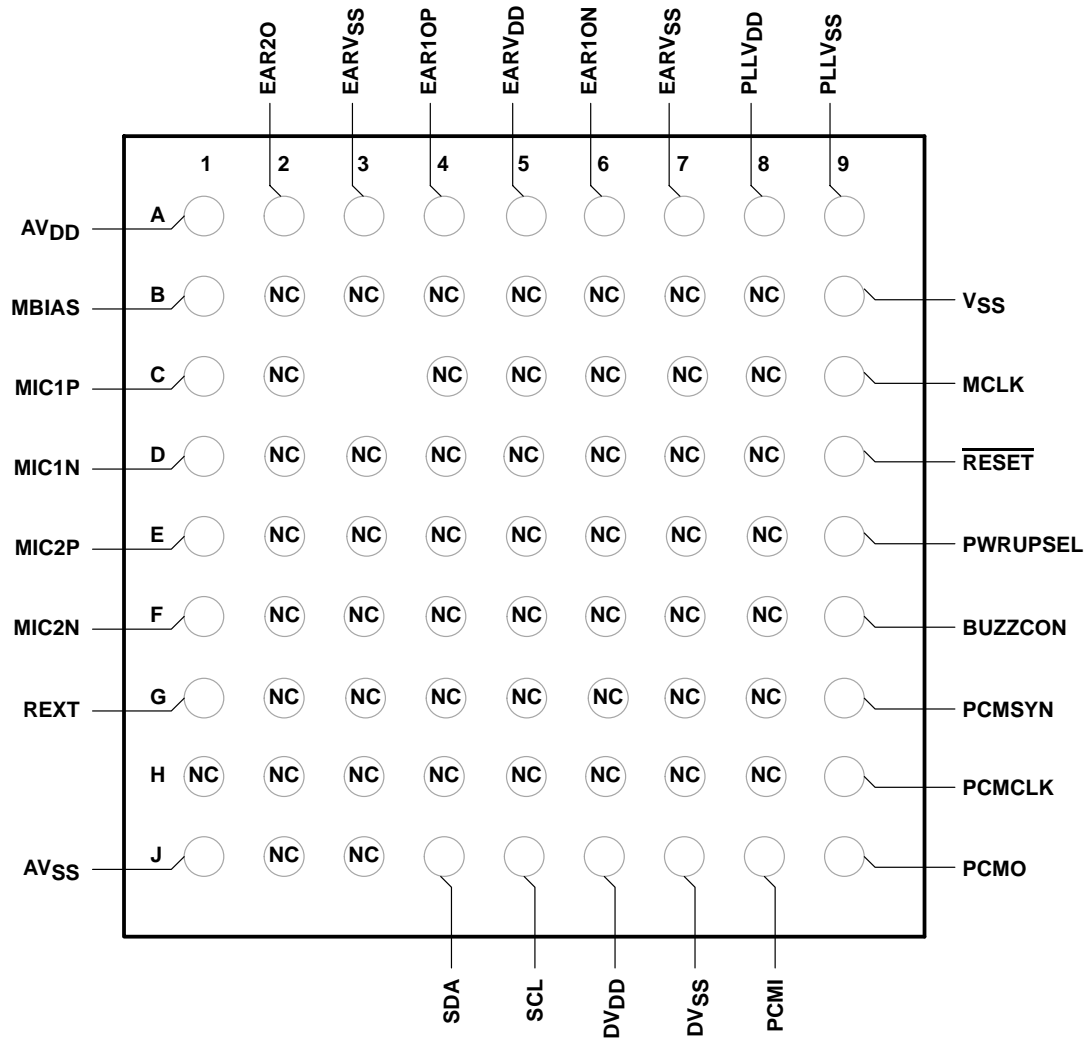 EAR2O EARVSS EAR1OP EARVDD EAR1ON EARVSS PLLVDD PLLVSS
1 2 3 4 5 6 7 8 9
AVDD A
MBIAS B NC NC NC NC NC NC NC VSS
MIC1P C NC NC NC NC NC NC MCLK
MIC1N D NC NC NC NC NC NC NC RESET
MIC2P E NC NC NC NC NC NC NC PWRUPSEL
MIC2N F NC NC NC NC NC NC NC BUZZCON
REXT G NC NC NC NC NC NC NC PCMSYN
H NC NC NC NC NC NC NC NC PCMCLK
AVSS J NC NC PCMO
SDA SCL DVDD DVSS PCMI